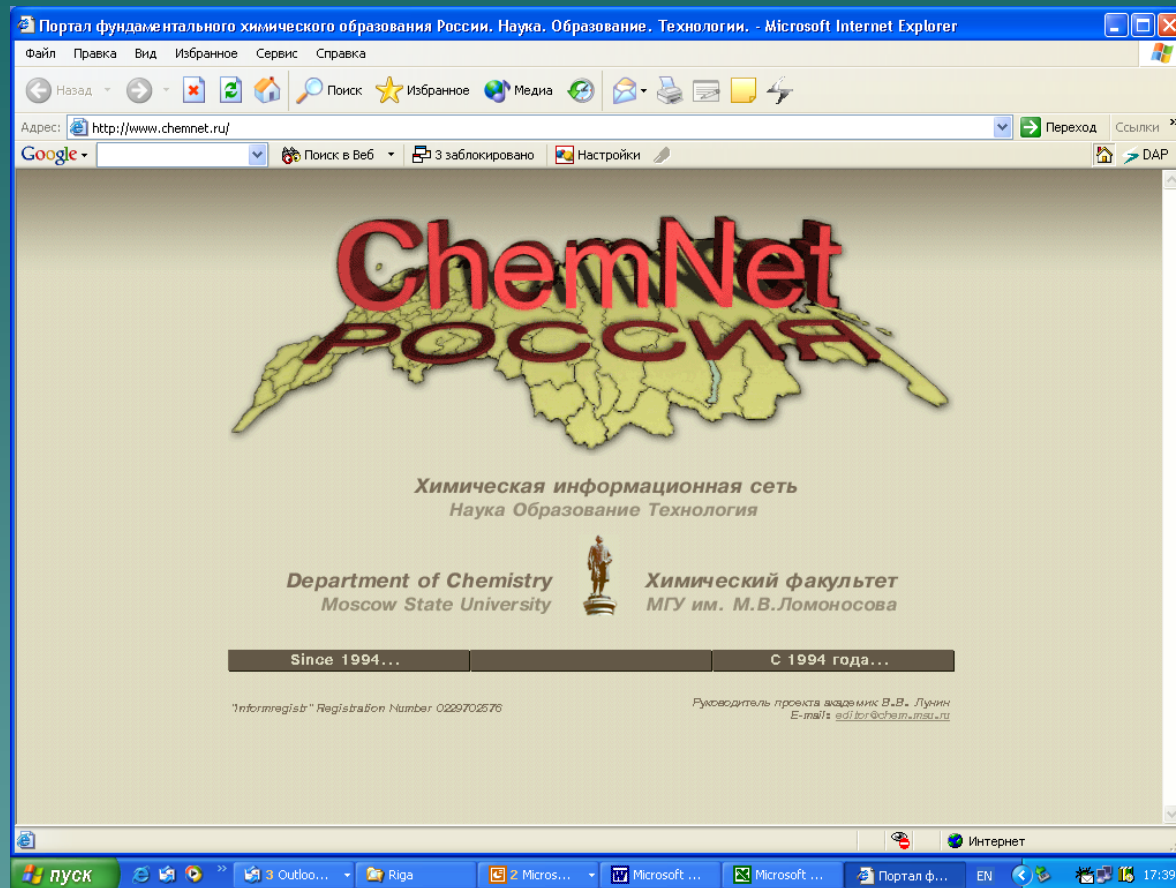 Портал фундаментального химического образования России. Наука. Образование. Технологии. - Microsoft Internet Explorer
Файл Правка Вид Избранное Сервис Справка
Назад Поиск Избранное Медиа
Адрес: http://www.chemnet.ru/ Переход Ссылки »
Google Поиск в Веб 3 заблокировано Настройки DAP
ChemNet
РОССИЯ
Химическая информационная сеть
Наука Образование Технология
Department of Chemistry Химический факультет
Moscow State University МГУ им. М.В.Ломоносова
Since 1994... С 1994 года...
"Informregistr" Registration Number 0229702576
Руководитель проекта академик В.В. Лунин
E-mail: editor@chem.msu.ru
Интернет
пуск » 3 Outloo... Riga 2 Micros... Microsoft ... Microsoft ... Портал ф... EN 17:39